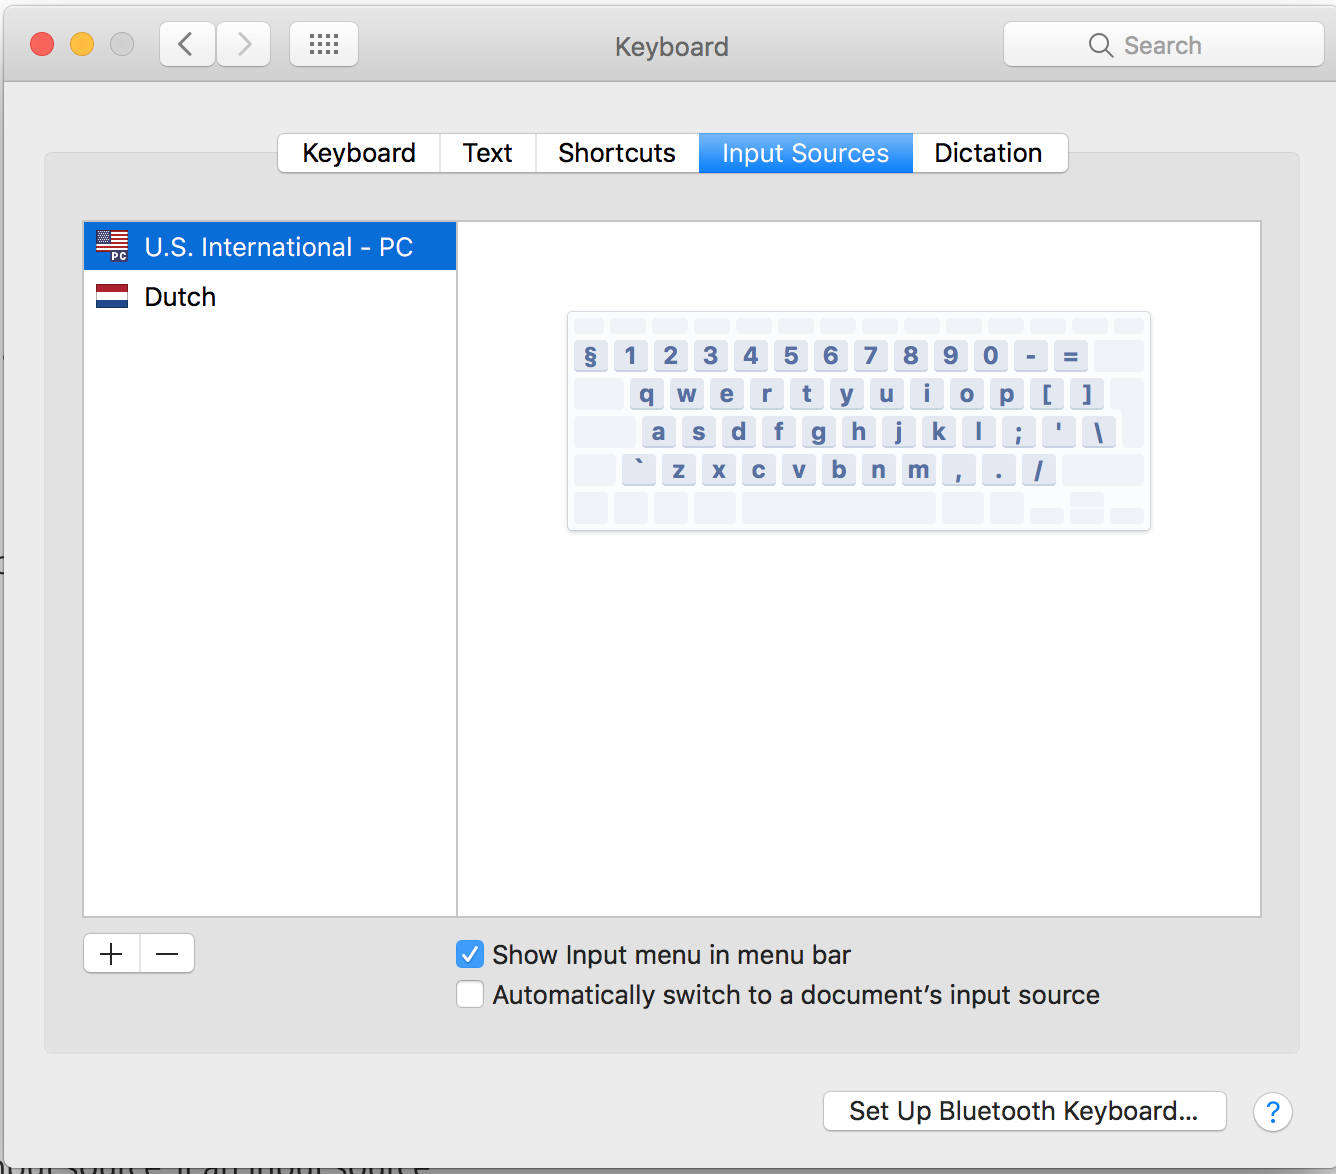 Keyboard
Search
Keyboard Text Shortcuts Input Sources Dictation
PC U.S. International - PC
Dutch
§ 1 2 3 4 5 6 7 8 9 0 - =
q w e r t y u i o p [ ]
a s d f g h j k l ; ' \
` z x c v b n m , . /
+ −
Show Input menu in menu bar
Automatically switch to a document’s input source
Set Up Bluetooth Keyboard...
?